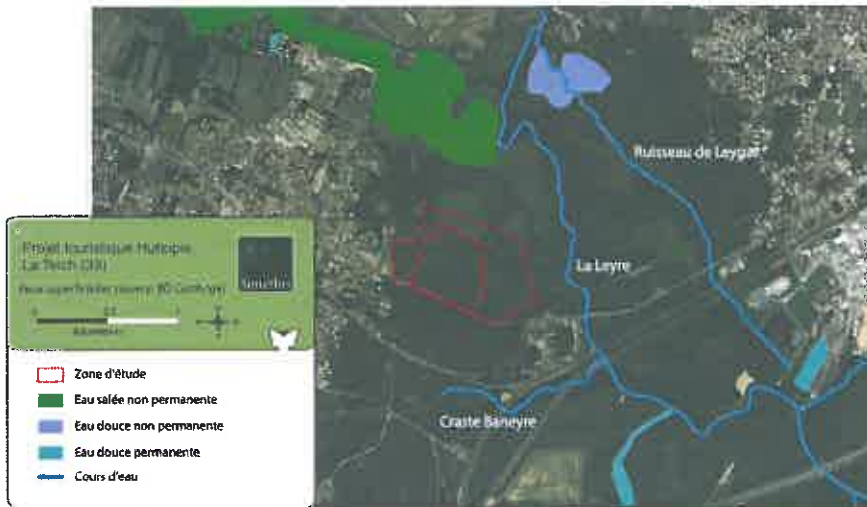 Ruisseau de Leygat
La Leyre
Craste Baneyre
Projet touristique Huttopia
Le Teich (33)
Zone d'étude
Eau salée non permanente
Eau douce non permanente
Eau douce permanente
Cours d'eau